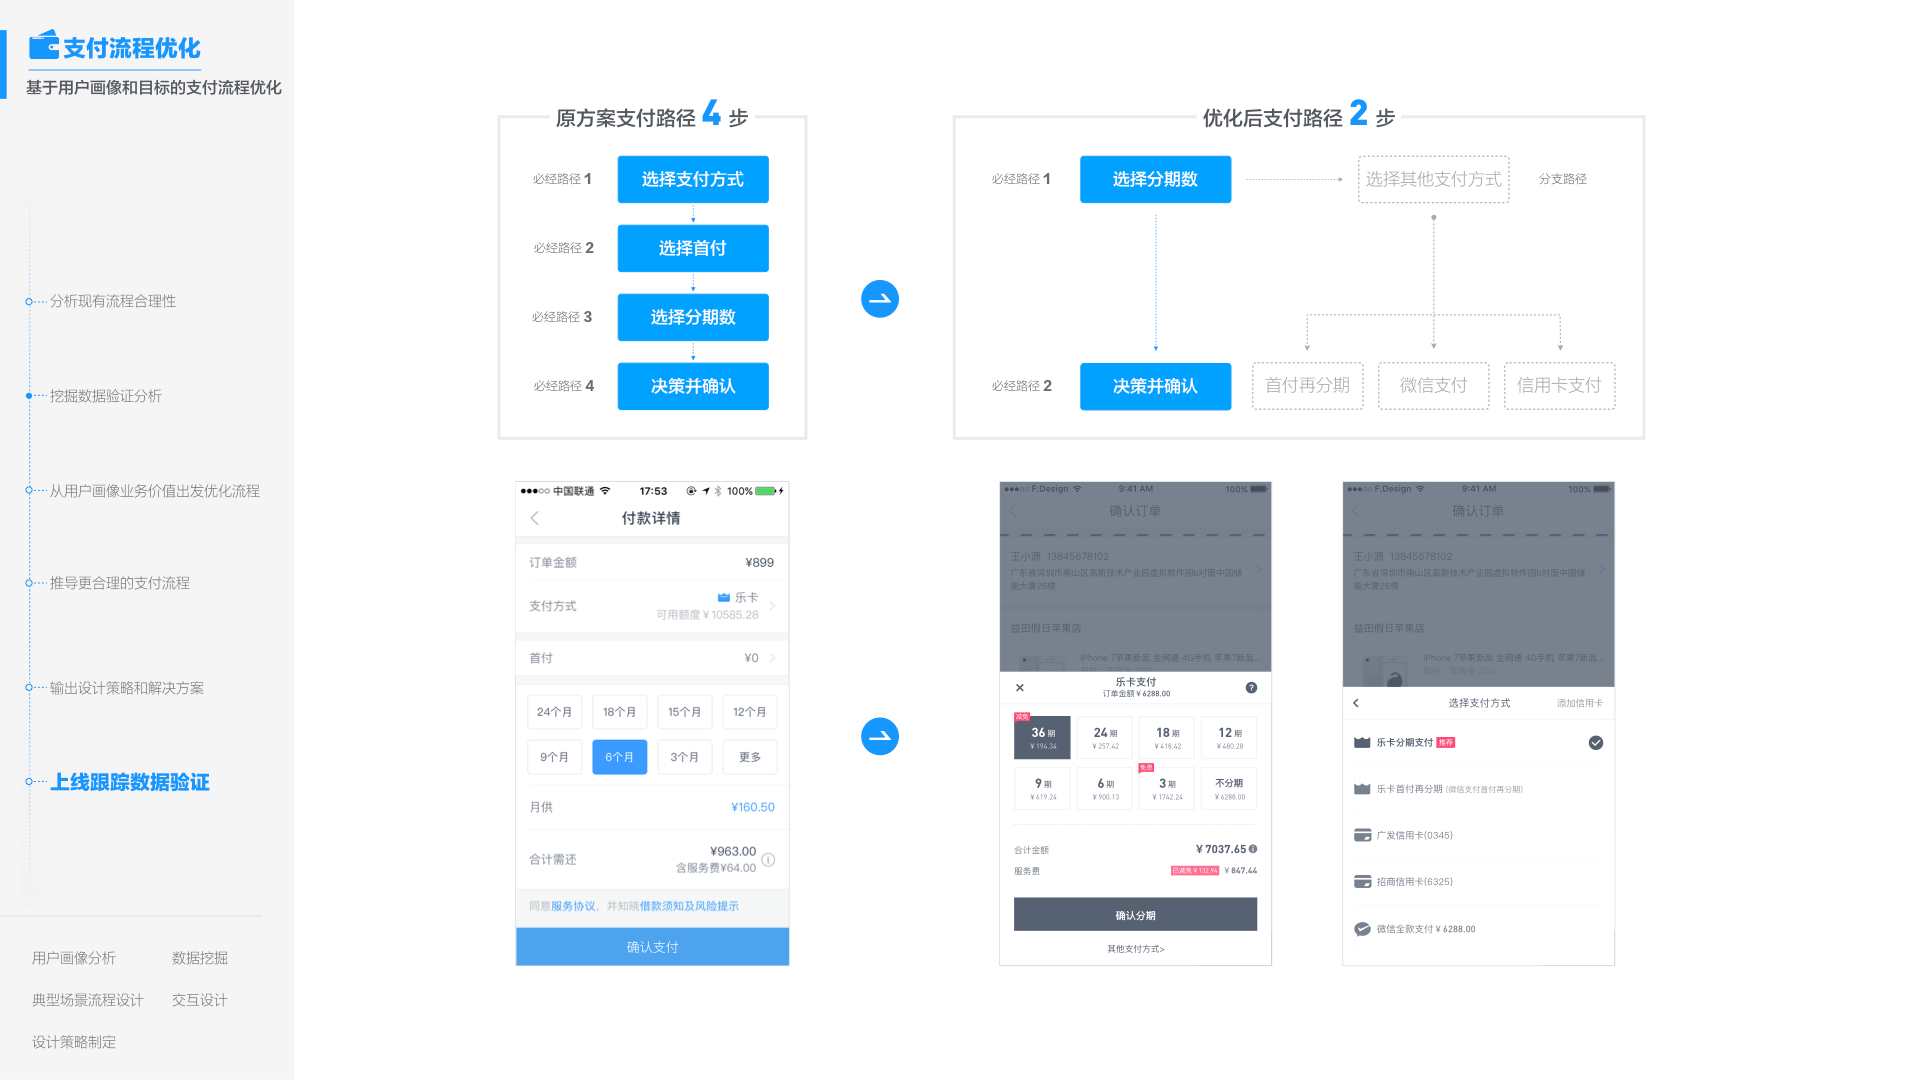 支付流程优化
基于用户画像和目标的支付流程优化
分析现有流程合理性
挖掘数据验证分析
从用户画像业务价值出发优化流程
推导更合理的支付流程
输出设计策略和解决方案
上线跟踪数据验证
用户画像分析 数据挖掘
典型场景流程设计 交互设计
设计策略制定
原方案支付路径 4 步
必经路径 1 选择支付方式
必经路径 2 选择首付
必经路径 3 选择分期数
必经路径 4 决策并确认
优化后支付路径 2 步
必经路径 1 选择分期数 选择其他支付方式 分支路径
必经路径 2 决策并确认 首付再分期 微信支付 信用卡支付
中国联通 17:53 100%
付款详情
订单金额 ¥899
支付方式 乐卡
可用额度 ¥ 10585.28
首付 ¥0
24个月 18个月 15个月 12个月
9个月 6个月 3个月 更多
月供 ¥160.50
合计需还 ¥963.00
含服务费¥64.00
同意服务协议，并知晓借款须知及风险提示
确认支付
F:Design 9:41 AM 100%
确认订单
王小源 13845678102
广东省深圳市南山区高新技术产业园虚拟软件园b对面中国储
能大厦26楼
益田假日苹果店
iPhone 7苹果新品 全网通 4G手机 苹果7新品...
乐卡支付
订单金额 ¥ 6288.00
减免
36 期 24 期 18 期 12 期
¥ 194.34 ¥ 257.42 ¥ 418.42 ¥ 480.28
免息
9 期 6 期 3 期 不分期
¥ 619.24 ¥ 900.13 ¥ 1742.24 ¥ 6288.00
合计金额 ¥ 7037.65
服务费 已减免 ¥ 132.94 ¥ 847.44
确认分期
其他支付方式>
F:Design 9:41 AM 100%
确认订单
王小源 13845678102
广东省深圳市南山区高新技术产业园虚拟软件园b对面中国储
能大厦26楼
益田假日苹果店
iPhone 7苹果新品 全网通 4G手机 苹果7新品...
选择支付方式 添加信用卡
乐卡分期支付 推荐
乐卡首付再分期 (微信支付首付再分期)
广发信用卡(0345)
招商信用卡(6325)
微信全款支付 ¥ 6288.00